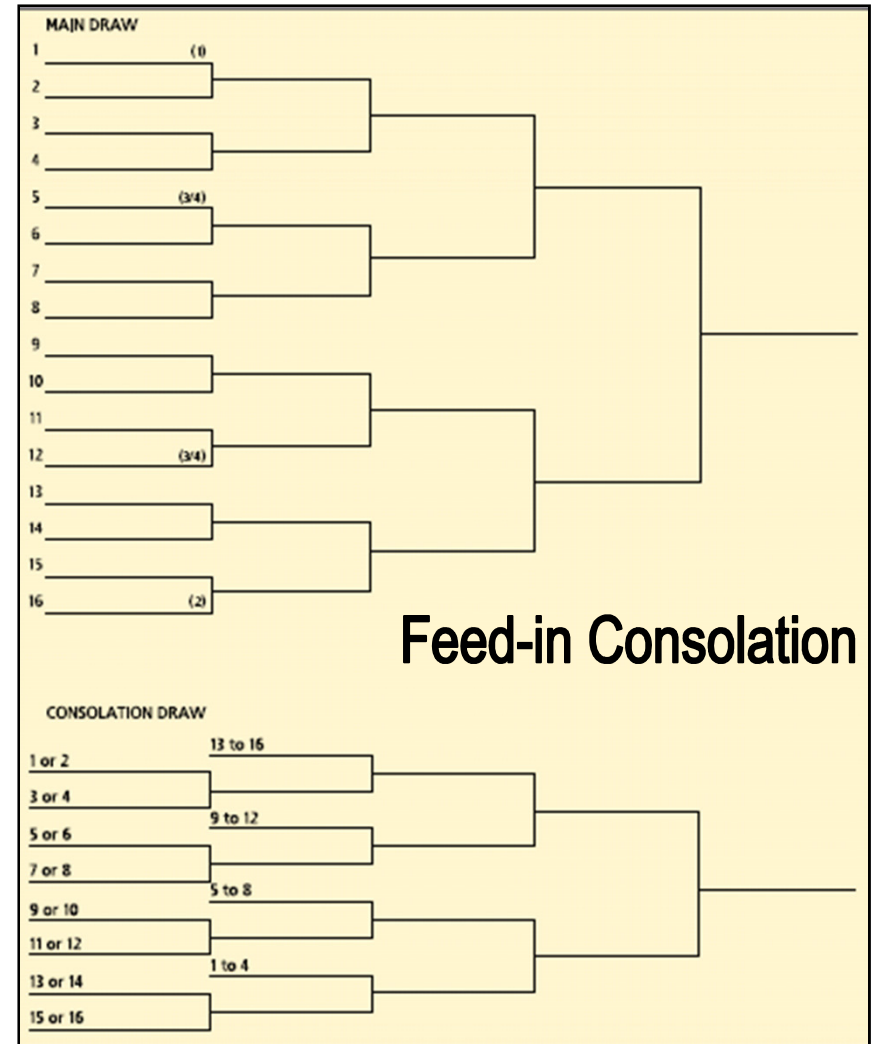 MAIN DRAW
1 (1)
2
3
4
5 (3/4)
6
7
8
9
10
11
12 (3/4)
13
14
15
16 (2)
Feed-in Consolation
CONSOLATION DRAW
13 to 16
1 or 2
3 or 4
9 to 12
5 or 6
7 or 8
5 to 8
9 or 10
11 or 12
1 to 4
13 or 14
15 or 16